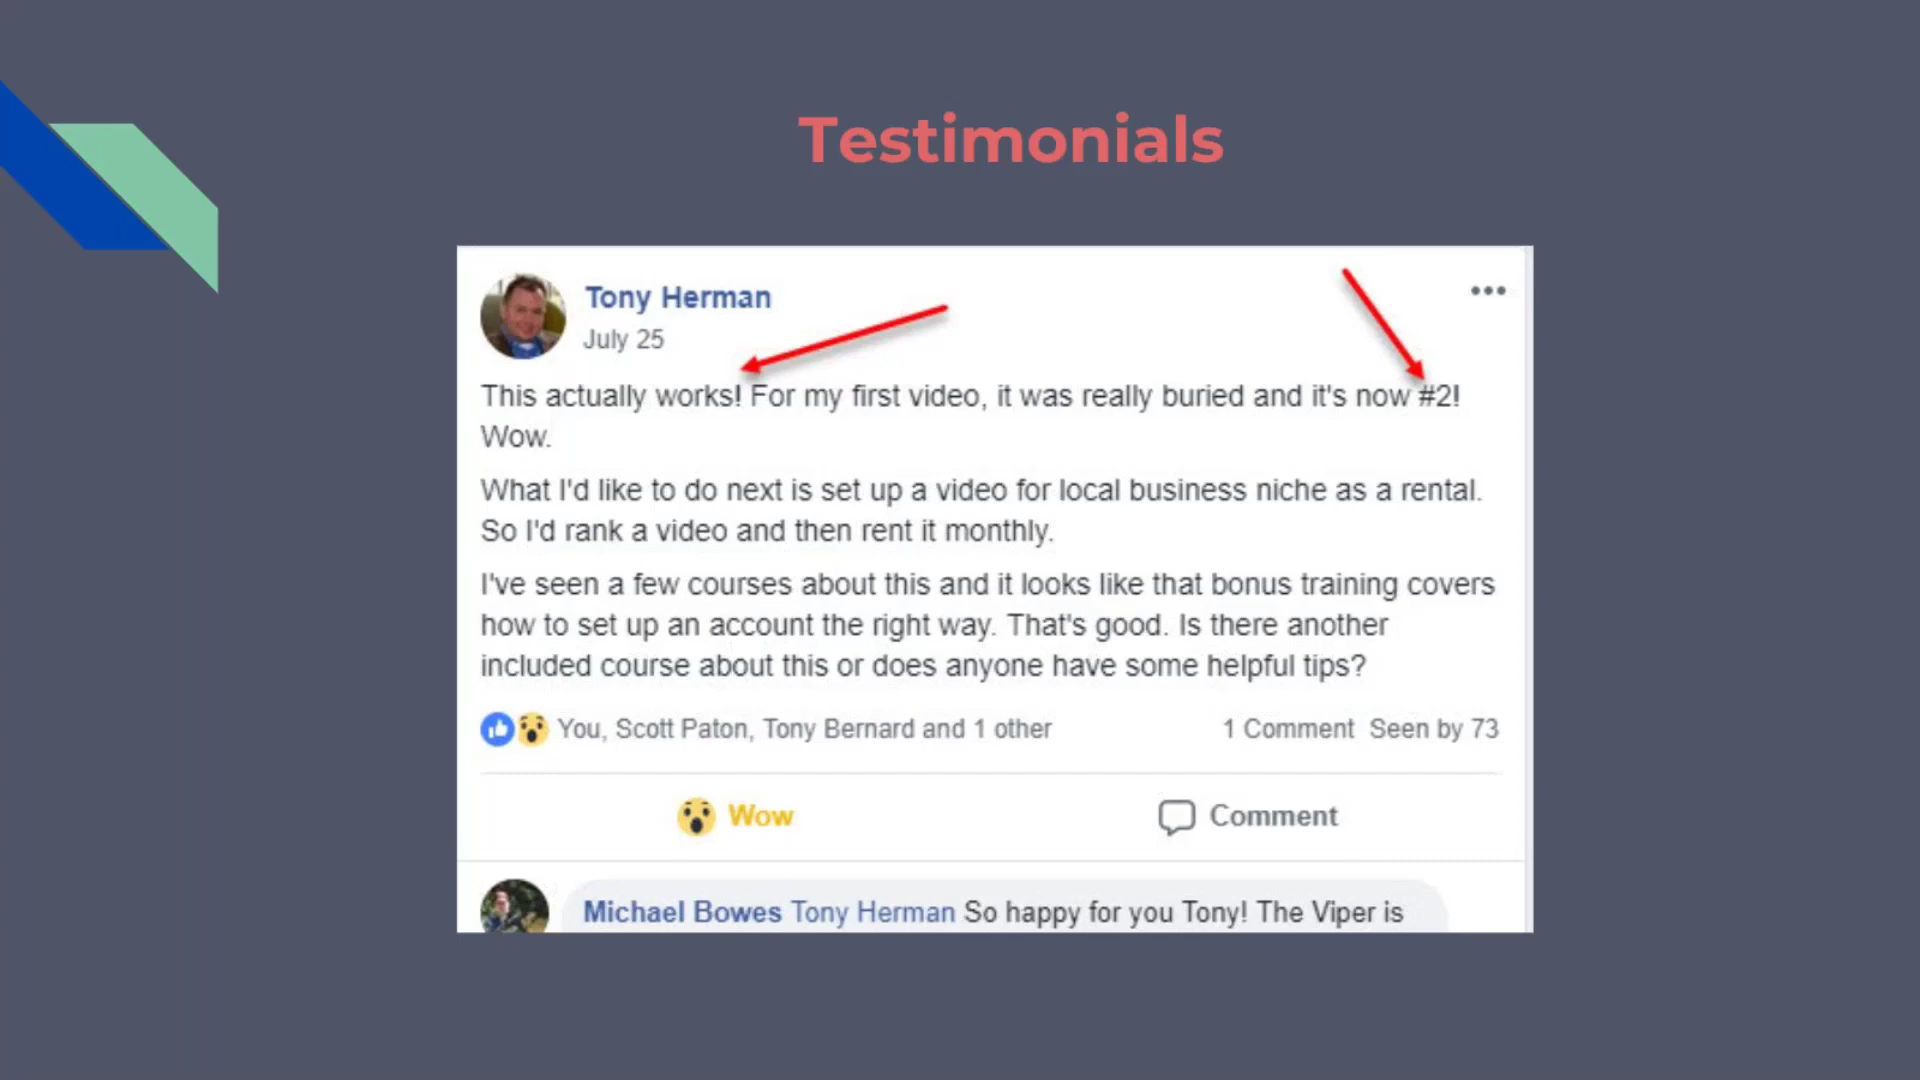 Testimonials
Tony Herman
July 25
This actually works! For my first video, it was really buried and it's now #2!
Wow.
What I'd like to do next is set up a video for local business niche as a rental.
So I'd rank a video and then rent it monthly.
I've seen a few courses about this and it looks like that bonus training covers
how to set up an account the right way. That's good. Is there another
included course about this or does anyone have some helpful tips?
You, Scott Paton, Tony Bernard and 1 other 1 Comment Seen by 73
Wow Comment
Michael Bowes Tony Herman So happy for you Tony! The Viper is